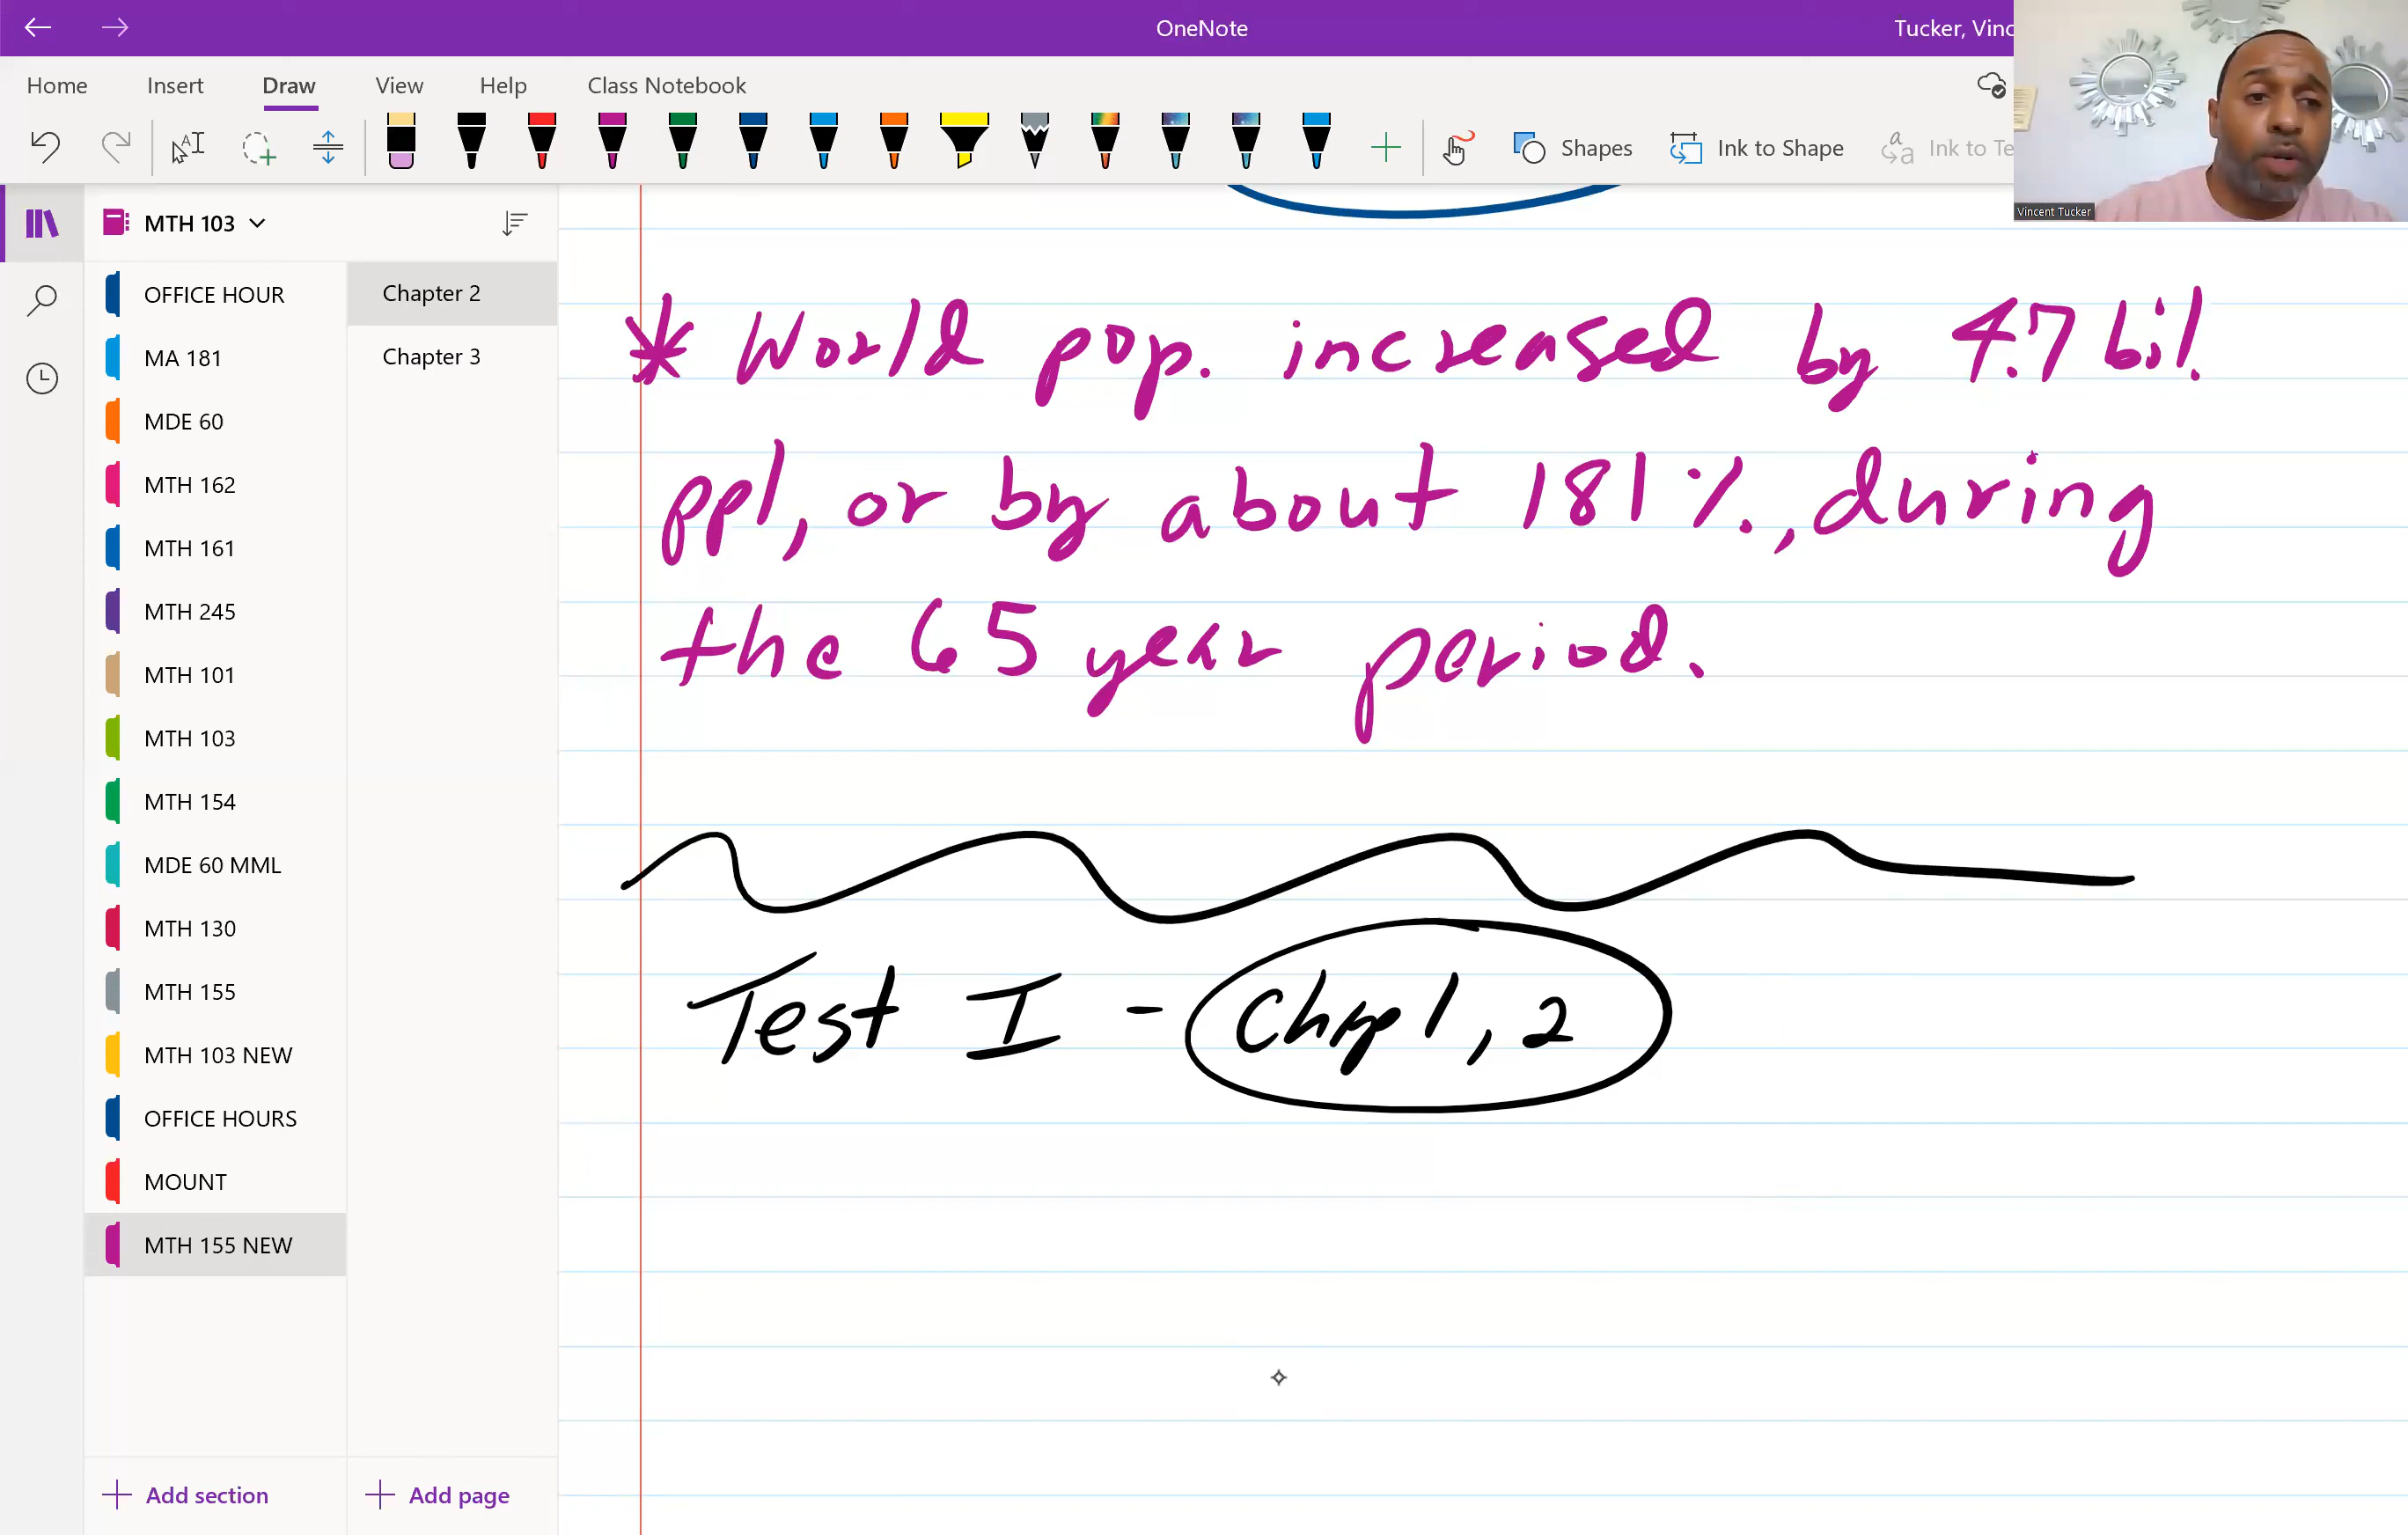 OneNote
Tucker, Vinc
Home Insert Draw View Help Class Notebook
Shapes Ink to Shape Ink to Te
Vincent Tucker
MTH 103
OFFICE HOUR
MA 181
MDE 60
MTH 162
MTH 161
MTH 245
MTH 101
MTH 103
MTH 154
MDE 60 MML
MTH 130
MTH 155
MTH 103 NEW
OFFICE HOURS
MOUNT
MTH 155 NEW
Add section
Chapter 2
Chapter 3
Add page
* World pop. increased by 4.7 bil.
ppl, or by about 181%, during
the 65 year period.
Test I - Chap 1, 2